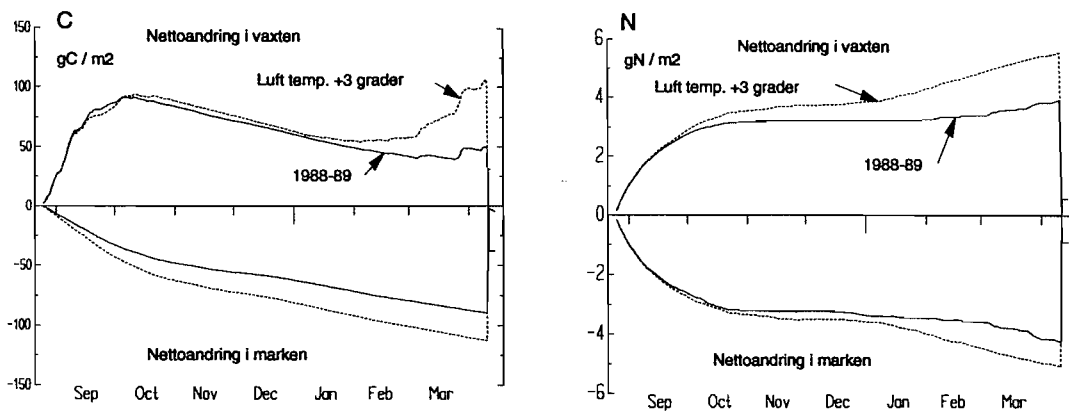 C
150
100
50
0
-50
-100
-150
gC / m2
Nettoandring i vaxten
Luft temp. +3 grader
1988-89
Nettoandring i marken
Sep Oct Nov Dec Jan Feb Mar
N
6
4
2
0
-2
-4
-6
gN / m2
Nettoandring i vaxten
Luft temp. +3 grader
1988-89
Nettoandring i marken
Sep Oct Nov Dec Jan Feb Mar